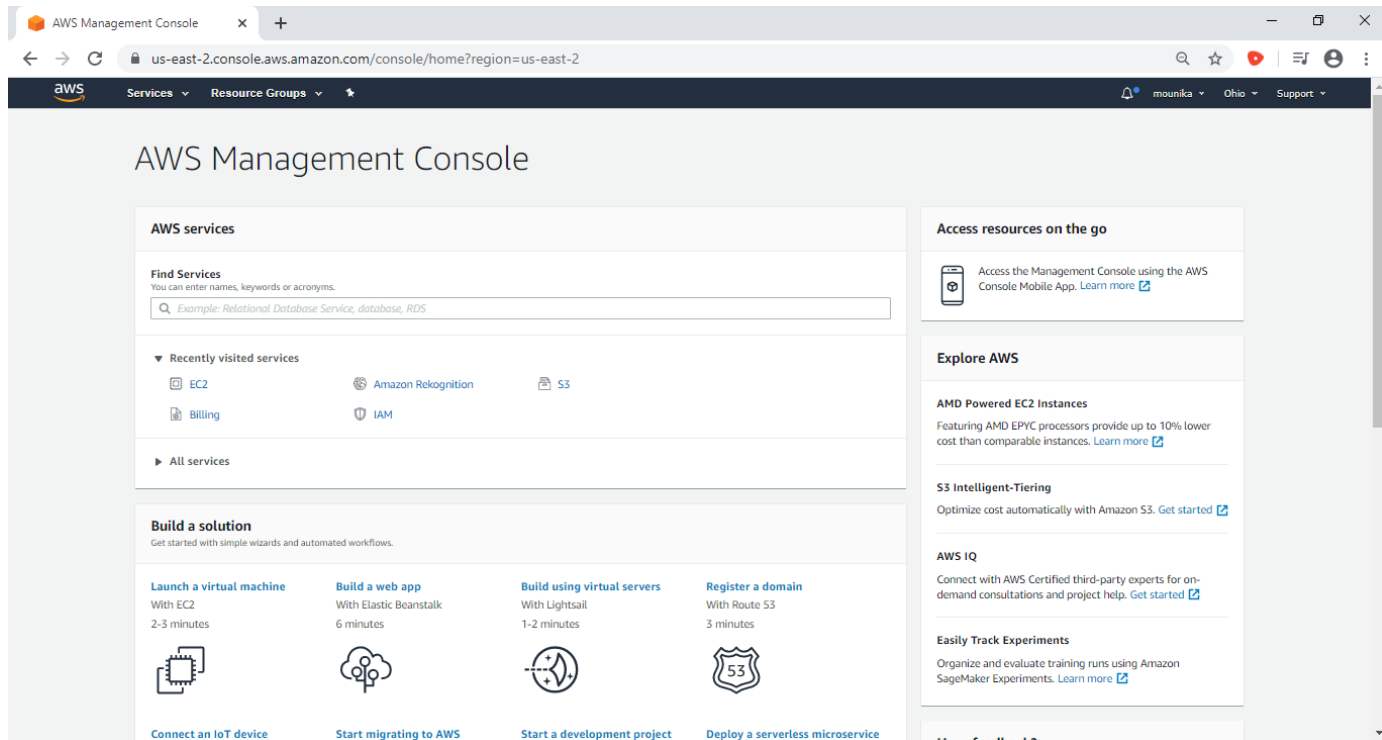 AWS Management Console
us-east-2.console.aws.amazon.com/console/home?region=us-east-2
aws Services Resource Groups mounika Ohio Support
AWS Management Console
AWS services
Find Services
You can enter names, keywords or acronyms.
Example: Relational Database Service, database, RDS
Recently visited services
EC2 Amazon Rekognition S3
Billing IAM
All services
Build a solution
Get started with simple wizards and automated workflows.
Launch a virtual machine Build a web app Build using virtual servers Register a domain
With EC2 With Elastic Beanstalk With Lightsail With Route 53
2-3 minutes 6 minutes 1-2 minutes 3 minutes
53
Connect an IoT device Start migrating to AWS Start a development project Deploy a serverless microservice
Access resources on the go
Access the Management Console using the AWS
Console Mobile App. Learn more
Explore AWS
AMD Powered EC2 Instances
Featuring AMD EPYC processors provide up to 10% lower
cost than comparable instances. Learn more
S3 Intelligent-Tiering
Optimize cost automatically with Amazon S3. Get started
AWS IQ
Connect with AWS Certified third-party experts for on-
demand consultations and project help. Get started
Easily Track Experiments
Organize and evaluate training runs using Amazon
SageMaker Experiments. Learn more